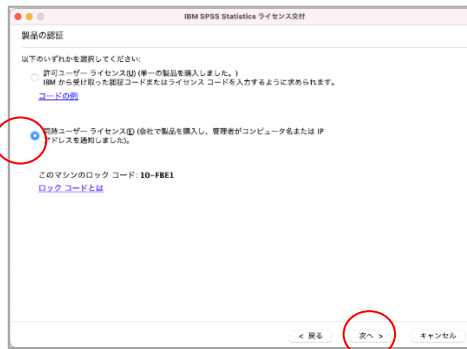 IBM SPSS Statistics ライセンス交付
製品の認証
以下のいずれかを選択してください:
許可ユーザー ライセンス(U) (単一の製品を購入しました。)
IBM から受け取った認証コードまたはライセンス コードを入力するように求められます。
コードの例
同時ユーザー ライセンス(E) (会社で製品を購入し、管理者がコンピュータ名または IP
アドレスを通知しました)。
このマシンのロック コード: 10-FBE1
ロック コードとは
< 戻る
次へ >
キャンセル